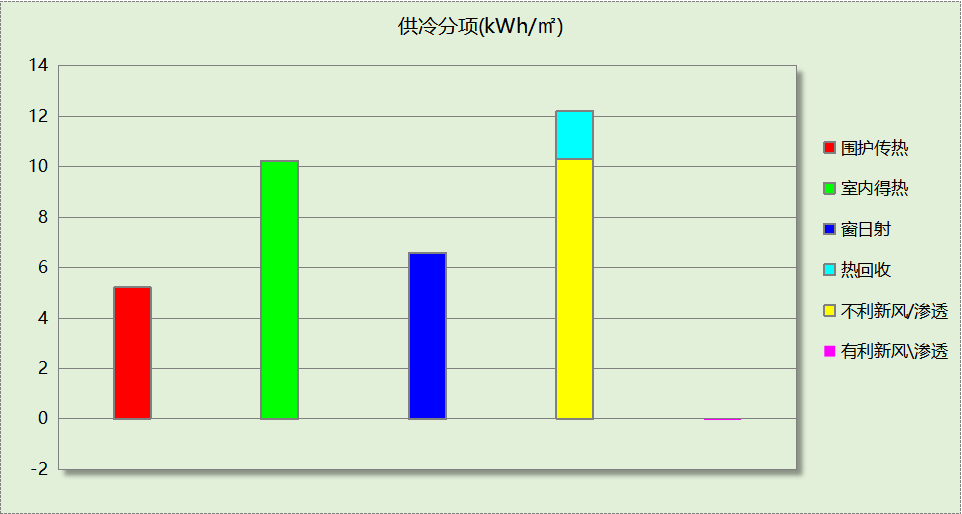 供冷分项(kWh/㎡)
14
12
10
8
6
4
2
0
-2
围护传热
室内得热
窗日射
热回收
不利新风/渗透
有利新风\渗透